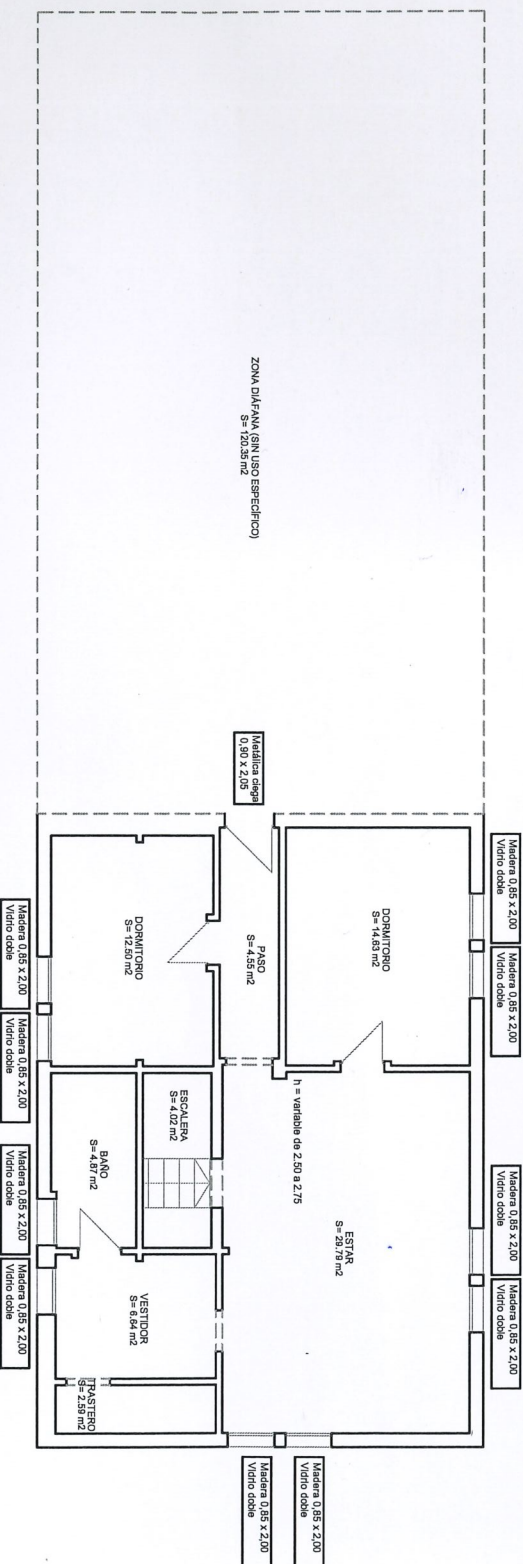 ZONA DIÁFANA (SIN USO ESPECÍFICO)
S= 120.35 m2
Metálica ciega
0,90 x 2,05
Madera 0,85 x 2,00
Vidrio doble
Madera 0,85 x 2,00
Vidrio doble
Madera 0,85 x 2,00
Vidrio doble
Madera 0,85 x 2,00
Vidrio doble
DORMITORIO
S= 14.63 m2
PASO
S= 4.55 m2
DORMITORIO
S= 12.50 m2
h = variable de 2.50 a 2.75
ESTAR
S= 29.79 m2
ESCALERA
S= 4.02 m2
BAÑO
S= 4.87 m2
VESTIDOR
S= 6.64 m2
TRASTERO
S= 2.59 m2
Madera 0,85 x 2,00
Vidrio doble
Madera 0,85 x 2,00
Vidrio doble
Madera 0,85 x 2,00
Vidrio doble
Madera 0,85 x 2,00
Vidrio doble
Madera 0,85 x 2,00
Vidrio doble
Madera 0,85 x 2,00
Vidrio doble